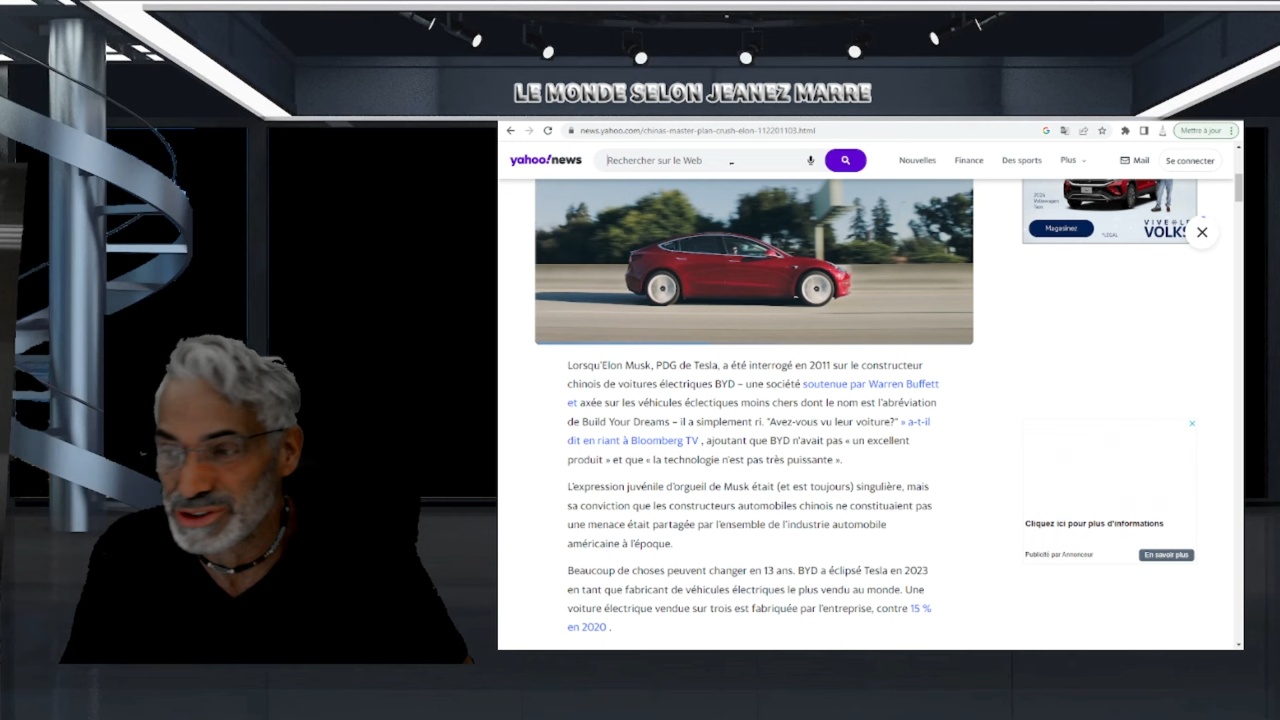 LE MONDE SELON JEANEZ MARRE
news.yahoo.com/chinas-master-plan-crush-elon-112201103.html
Mettre à jour
yahoo!news
Rechercher sur le Web
Nouvelles
Finance
Des sports
Plus
Mail
Se connecter
2024
Volkswagen
Taos
Magasinez
*LÉGAL
VIVE LE
VOLKS
Lorsqu'Elon Musk, PDG de Tesla, a été interrogé en 2011 sur le constructeur
chinois de voitures électriques BYD – une société soutenue par Warren Buffett
et axée sur les véhicules éclectiques moins chers dont le nom est l'abréviation
de Build Your Dreams – il a simplement ri. "Avez-vous vu leur voiture?" » a-t-il
dit en riant à Bloomberg TV , ajoutant que BYD n'avait pas « un excellent
produit » et que « la technologie n'est pas très puissante ».
L'expression juvénile d'orgueil de Musk était (et est toujours) singulière, mais
sa conviction que les constructeurs automobiles chinois ne constituaient pas
une menace était partagée par l'ensemble de l'industrie automobile
américaine à l'époque.
Beaucoup de choses peuvent changer en 13 ans. BYD a éclipsé Tesla en 2023
en tant que fabricant de véhicules électriques le plus vendu au monde. Une
voiture électrique vendue sur trois est fabriquée par l'entreprise, contre 15 %
en 2020 .
Cliquez ici pour plus d'informations
Publicité par Annonceur
En savoir plus